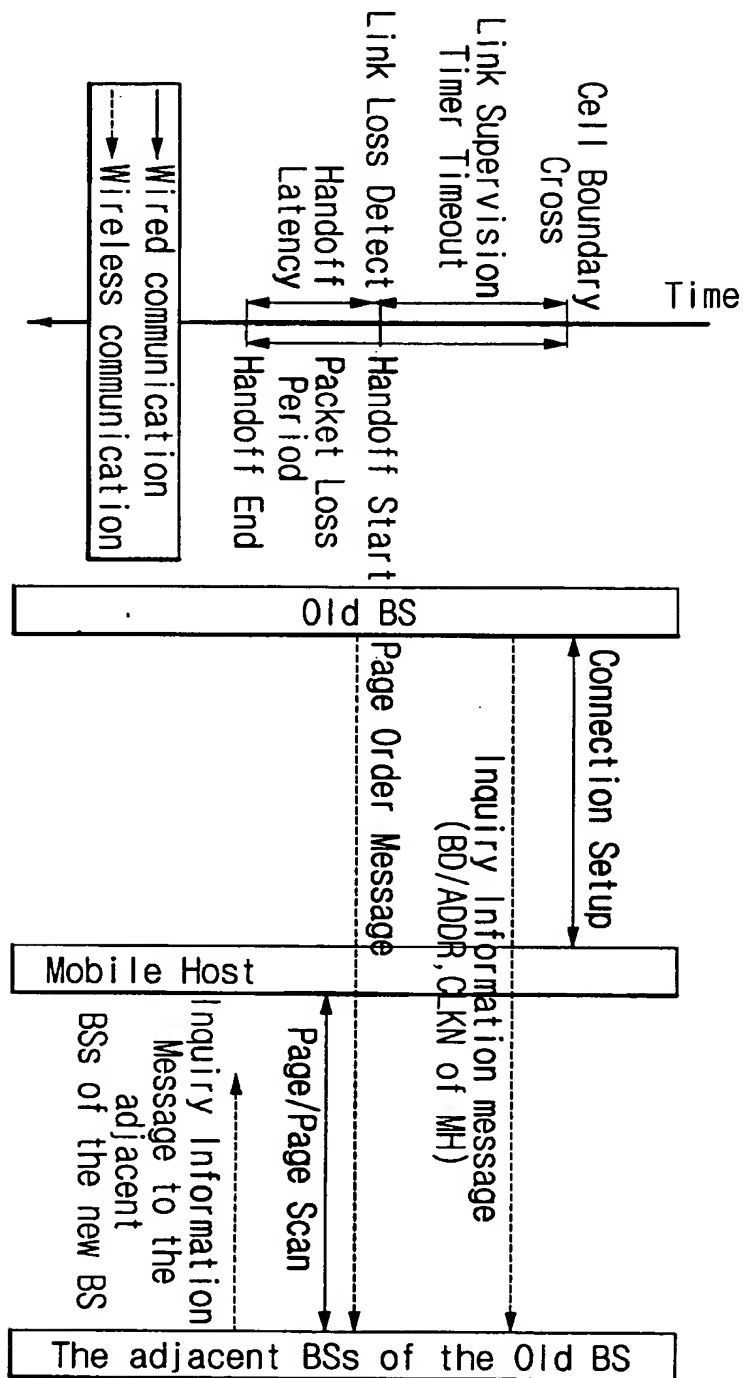 Time
Cell Boundary
Cross
Link Supervision
Timer Timeout
Link Loss Detect
Handoff Start
Handoff
Latency
Packet Loss
Period
Handoff End
Wired communication
Wireless communication
Old BS
Connection Setup
Inquiry Information message
(BD/ADDR,CLKN of MH)
Page Order Message
Mobile Host
Page/Page Scan
Inquiry Information
Message to the
adjacent
BSs of the new BS
The adjacent BSs of the Old BS